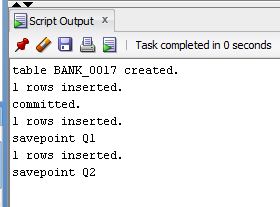 Script Output x
Task completed in 0 seconds
table BANK_0017 created.
1 rows inserted.
committed.
1 rows inserted.
savepoint Q1
1 rows inserted.
savepoint Q2